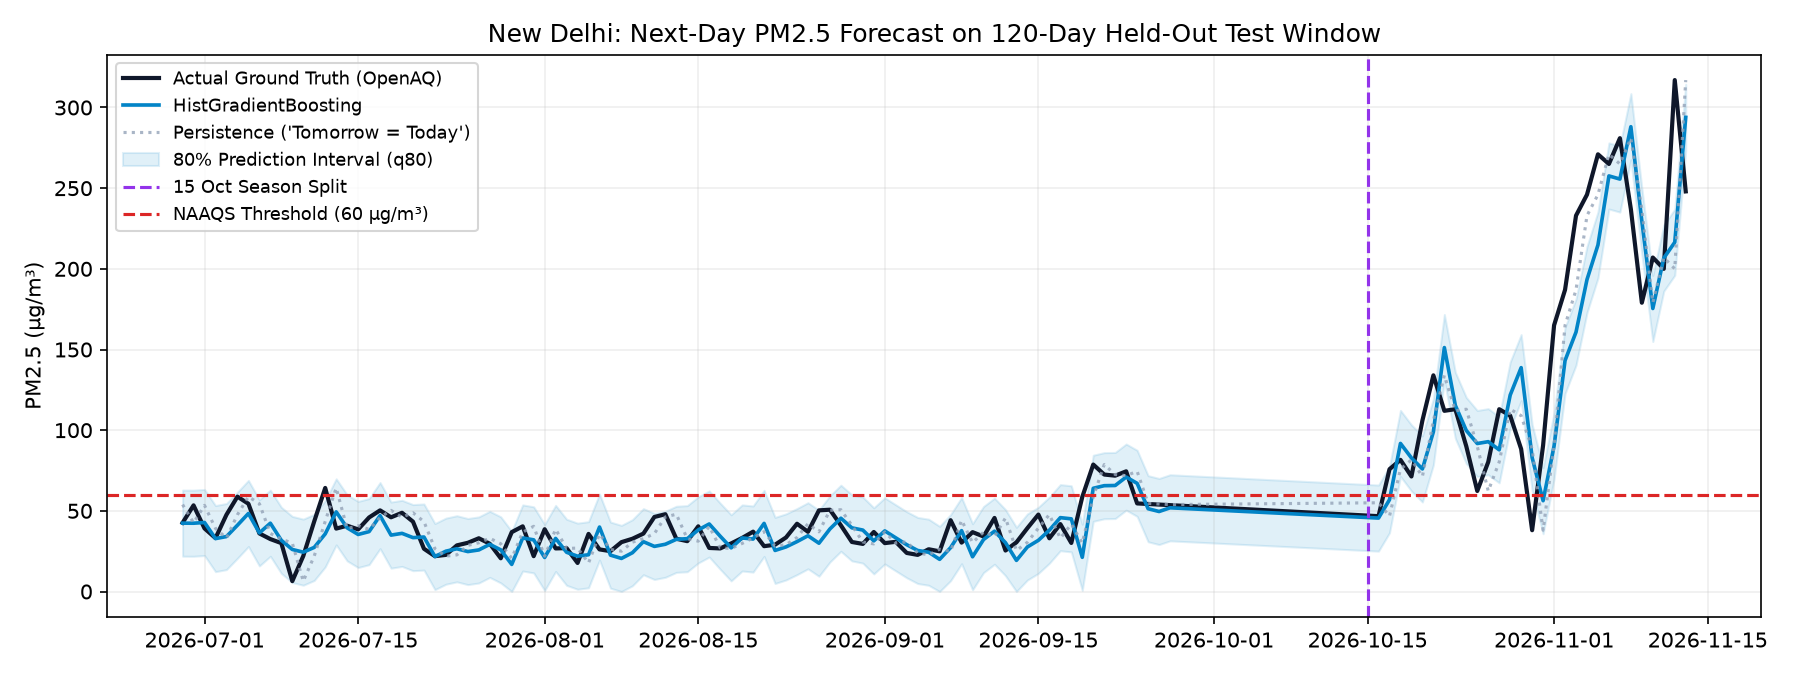 New Delhi: Next-Day PM2.5 Forecast on 120-Day Held-Out Test Window
Actual Ground Truth (OpenAQ)
HistGradientBoosting
Persistence ('Tomorrow = Today')
80% Prediction Interval (q80)
15 Oct Season Split
NAAQS Threshold (60 µg/m³)
PM2.5 (µg/m³)
300
250
200
150
100
50
0
2026-07-01 2026-07-15 2026-08-01 2026-08-15 2026-09-01 2026-09-15 2026-10-01 2026-10-15 2026-11-01 2026-11-15